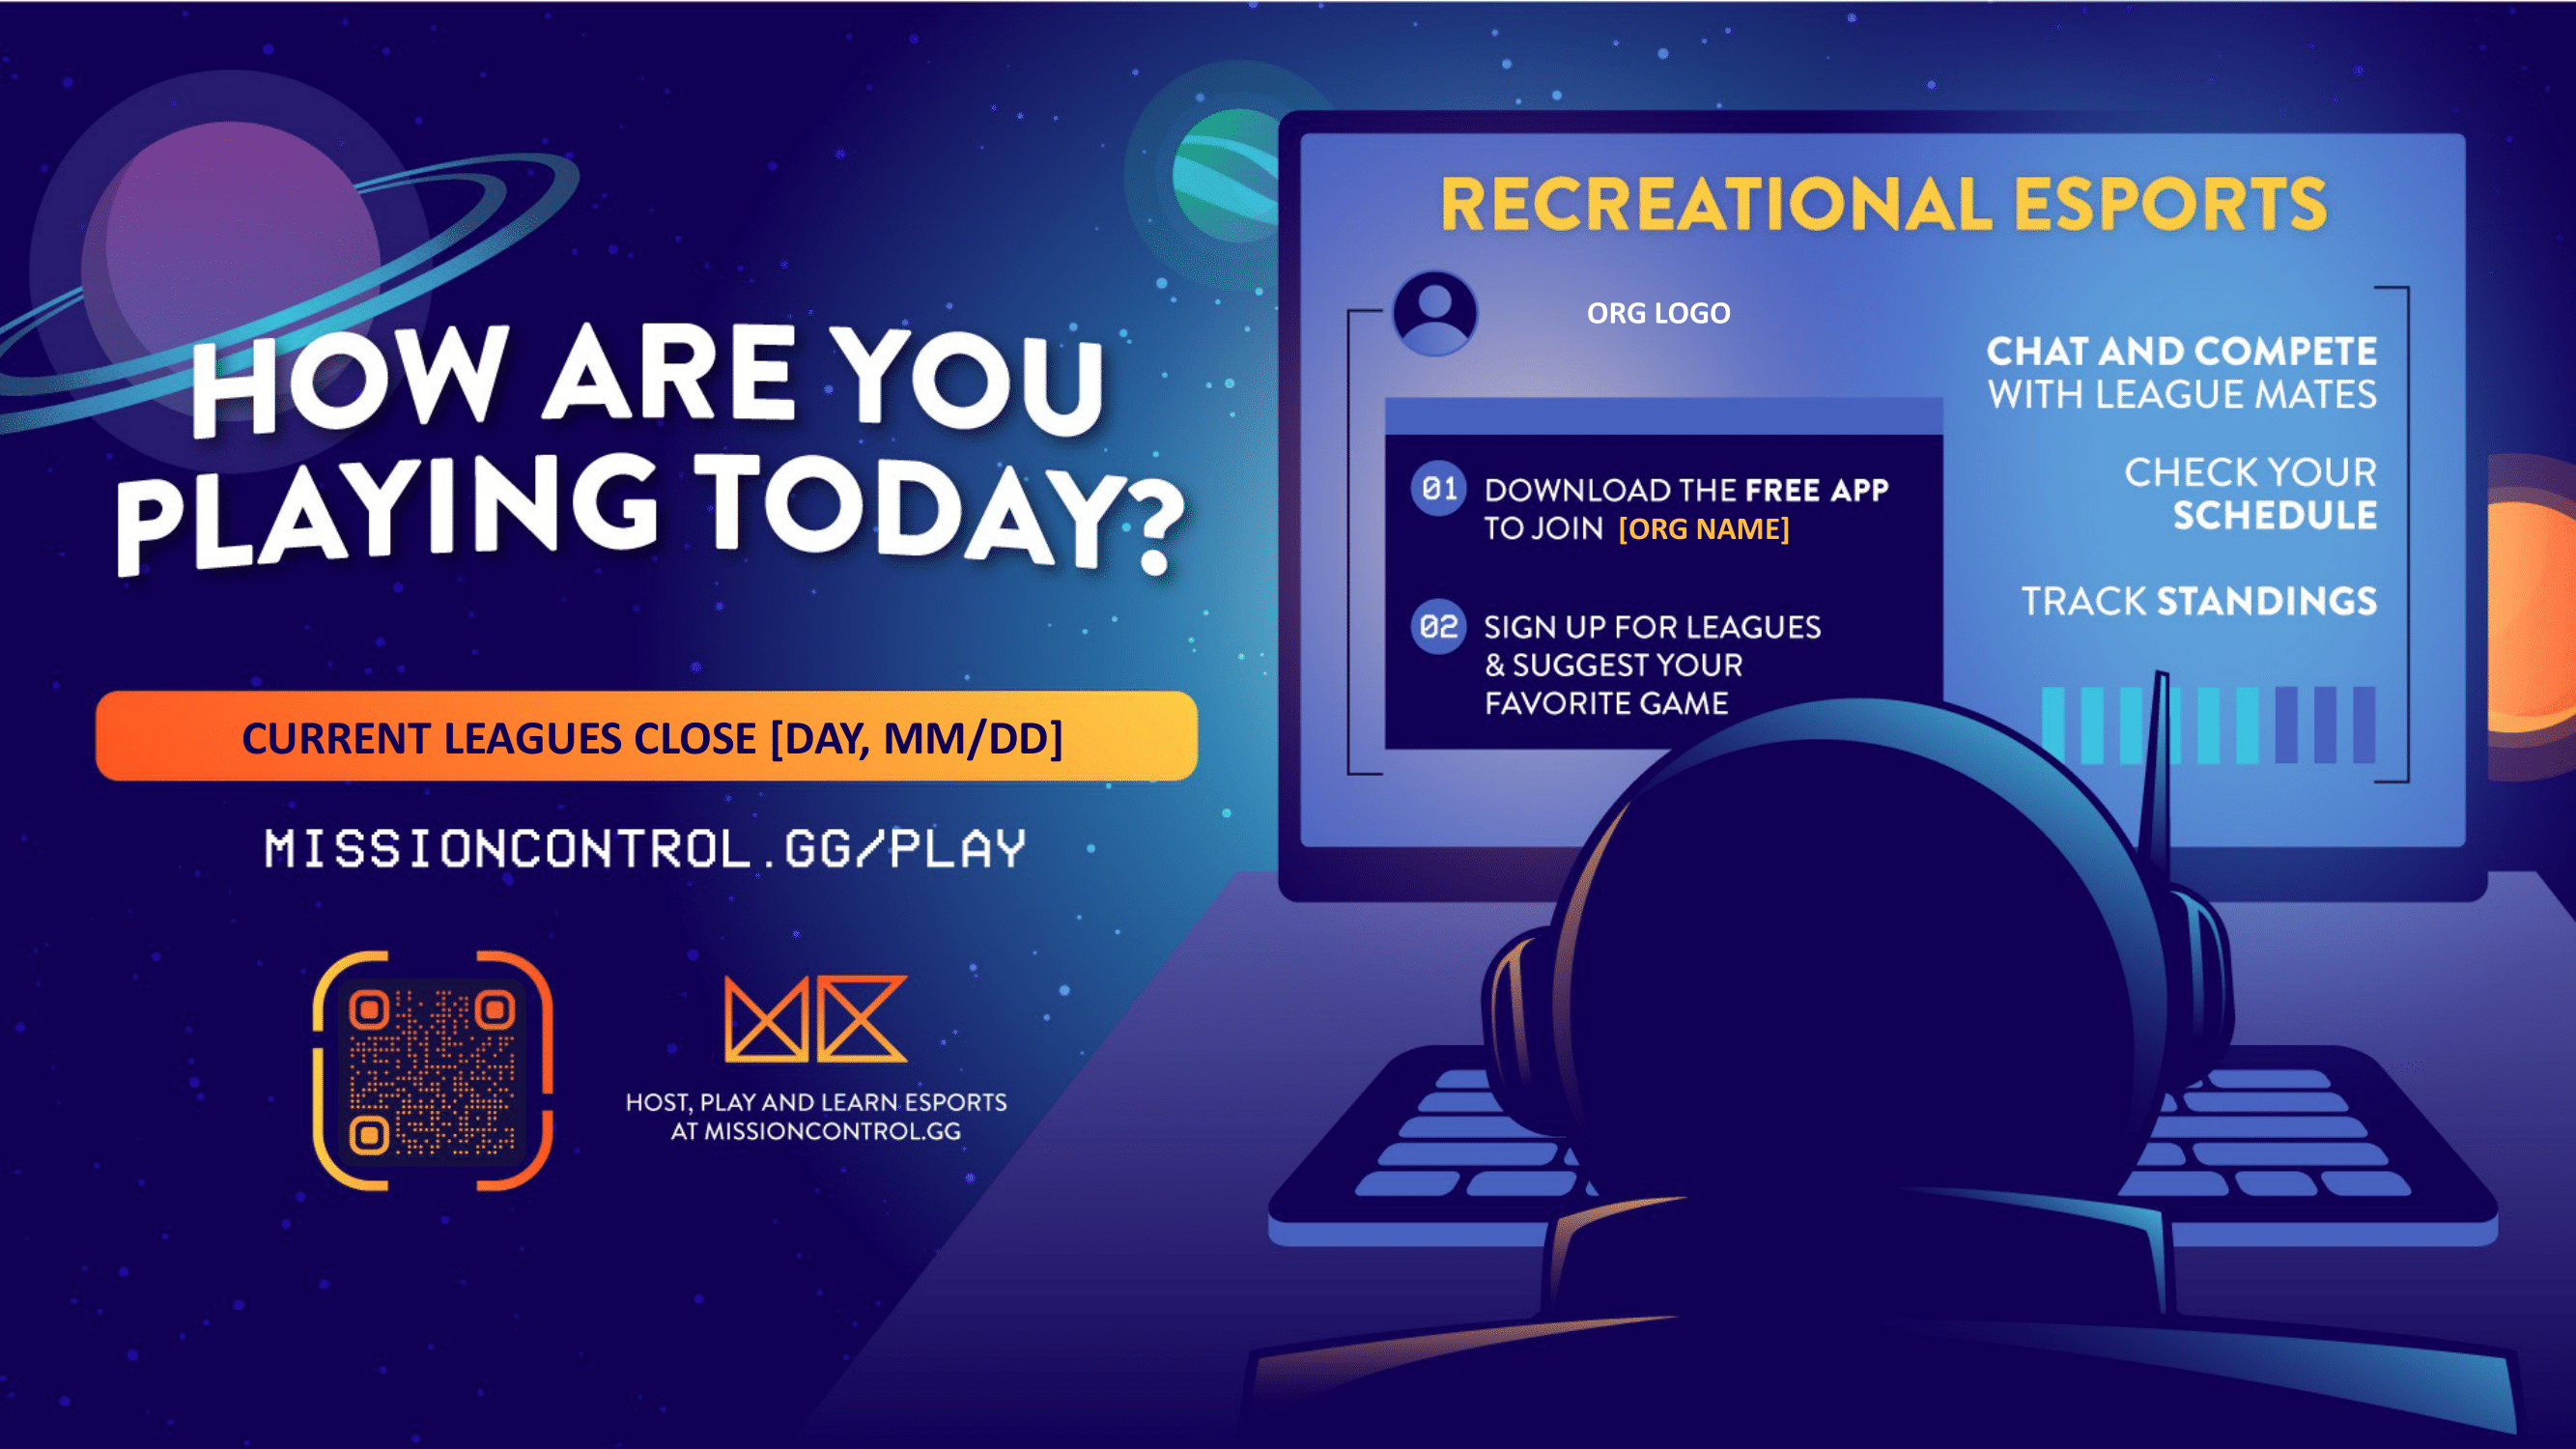 HOW ARE YOU
PLAYING TODAY?
CURRENT LEAGUES CLOSE [DAY, MM/DD]
MISSIONCONTROL.GG/PLAY
HOST, PLAY AND LEARN ESPORTS
AT MISSIONCONTROL.GG
RECREATIONAL ESPORTS
ORG LOGO
01 DOWNLOAD THE FREE APP
TO JOIN [ORG NAME]
02 SIGN UP FOR LEAGUES
& SUGGEST YOUR
FAVORITE GAME
CHAT AND COMPETE
WITH LEAGUE MATES
CHECK YOUR
SCHEDULE
TRACK STANDINGS